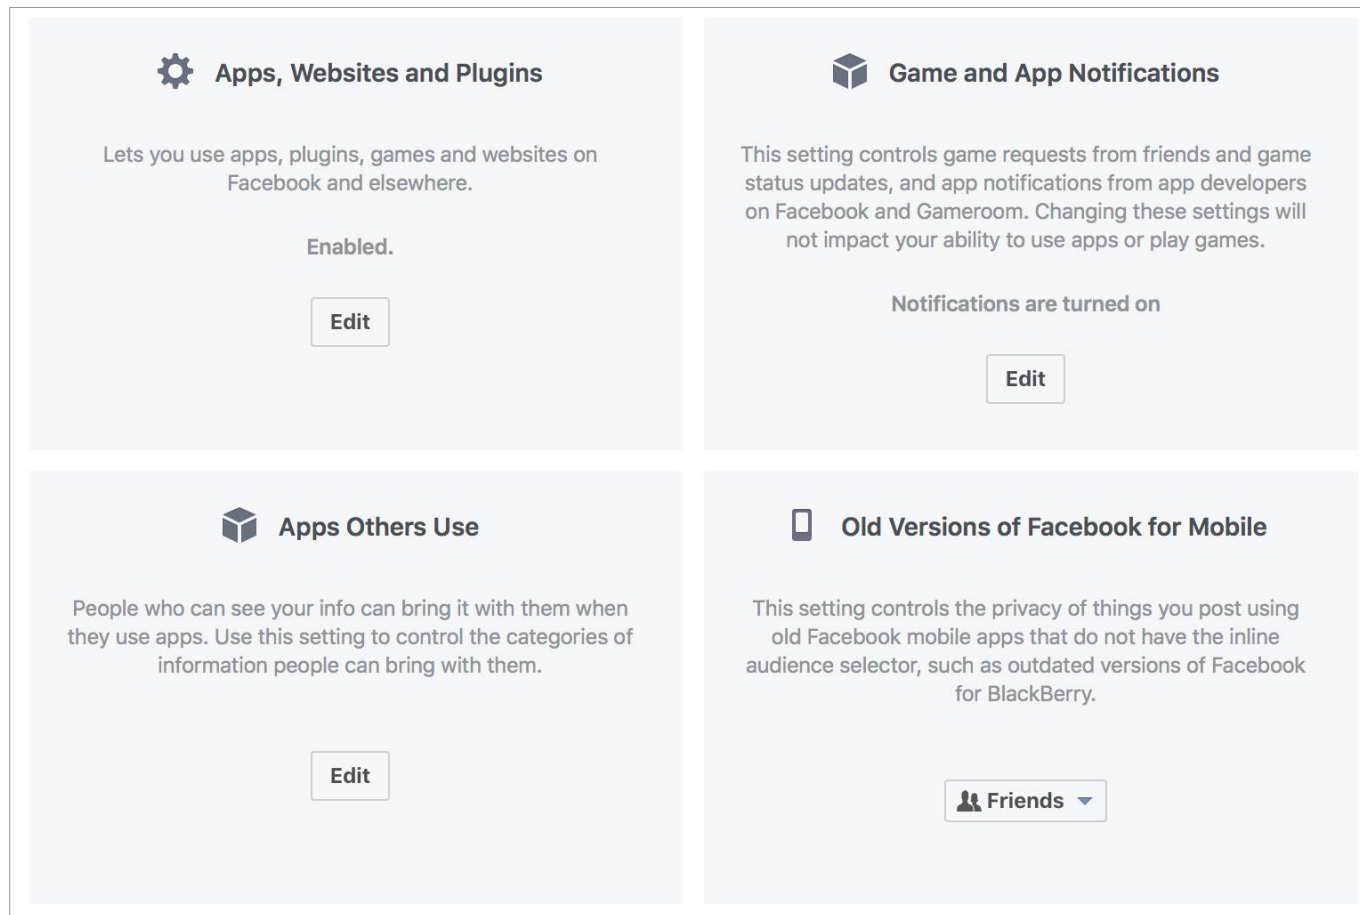 Apps, Websites and Plugins
Lets you use apps, plugins, games and websites on
Facebook and elsewhere.
Enabled.
Edit
Game and App Notifications
This setting controls game requests from friends and game
status updates, and app notifications from app developers
on Facebook and Gameroom. Changing these settings will
not impact your ability to use apps or play games.
Notifications are turned on
Edit
Apps Others Use
People who can see your info can bring it with them when
they use apps. Use this setting to control the categories of
information people can bring with them.
Edit
Old Versions of Facebook for Mobile
This setting controls the privacy of things you post using
old Facebook mobile apps that do not have the inline
audience selector, such as outdated versions of Facebook
for BlackBerry.
Friends